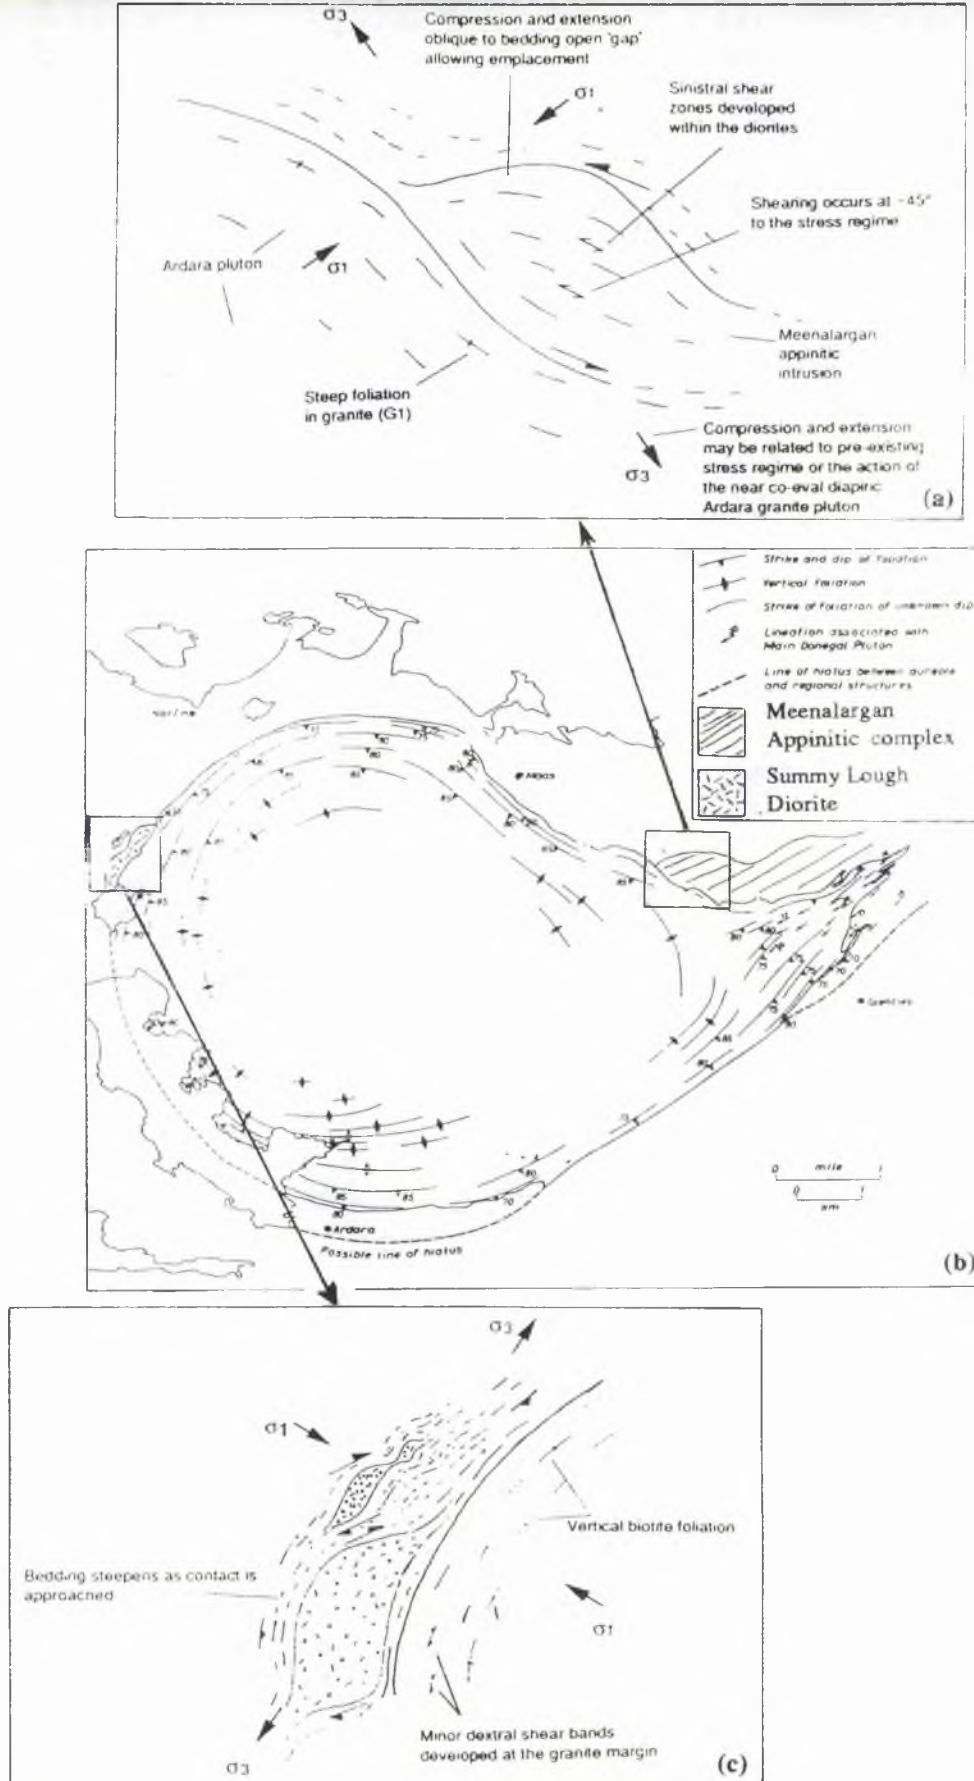 σ3
Compression and extension
oblique to bedding open 'gap'
allowing emplacement
σ1
Sinistral shear
zones developed
within the diorites
Shearing occurs at ~45°
to the stress regime
Ardara pluton
σ1
Meenalargan
appinitic
intrusion
Steep foliation
in granite (G1)
Compression and extension
may be related to pre-existing
stress regime or the action of
the near co-eval diapiric
Ardara granite pluton
σ3
(a)
Strike and dip of foliation
Vertical foliation
Strike of foliation of unknown dip
Lineation associated with
Main Donegal Pluton
Line of hiatus between aureole
and regional structures
Meenalargan
Appinitic complex
Summy Lough
Diorite
Maas
Glenties
0 mile 1
0 1
km
Ardara
Possible line of hiatus
(b)
σ3
σ1
Vertical biotite foliation
Bedding steepens as contact is
approached
σ1
Minor dextral shear bands
developed at the granite margin
σ3
(c)